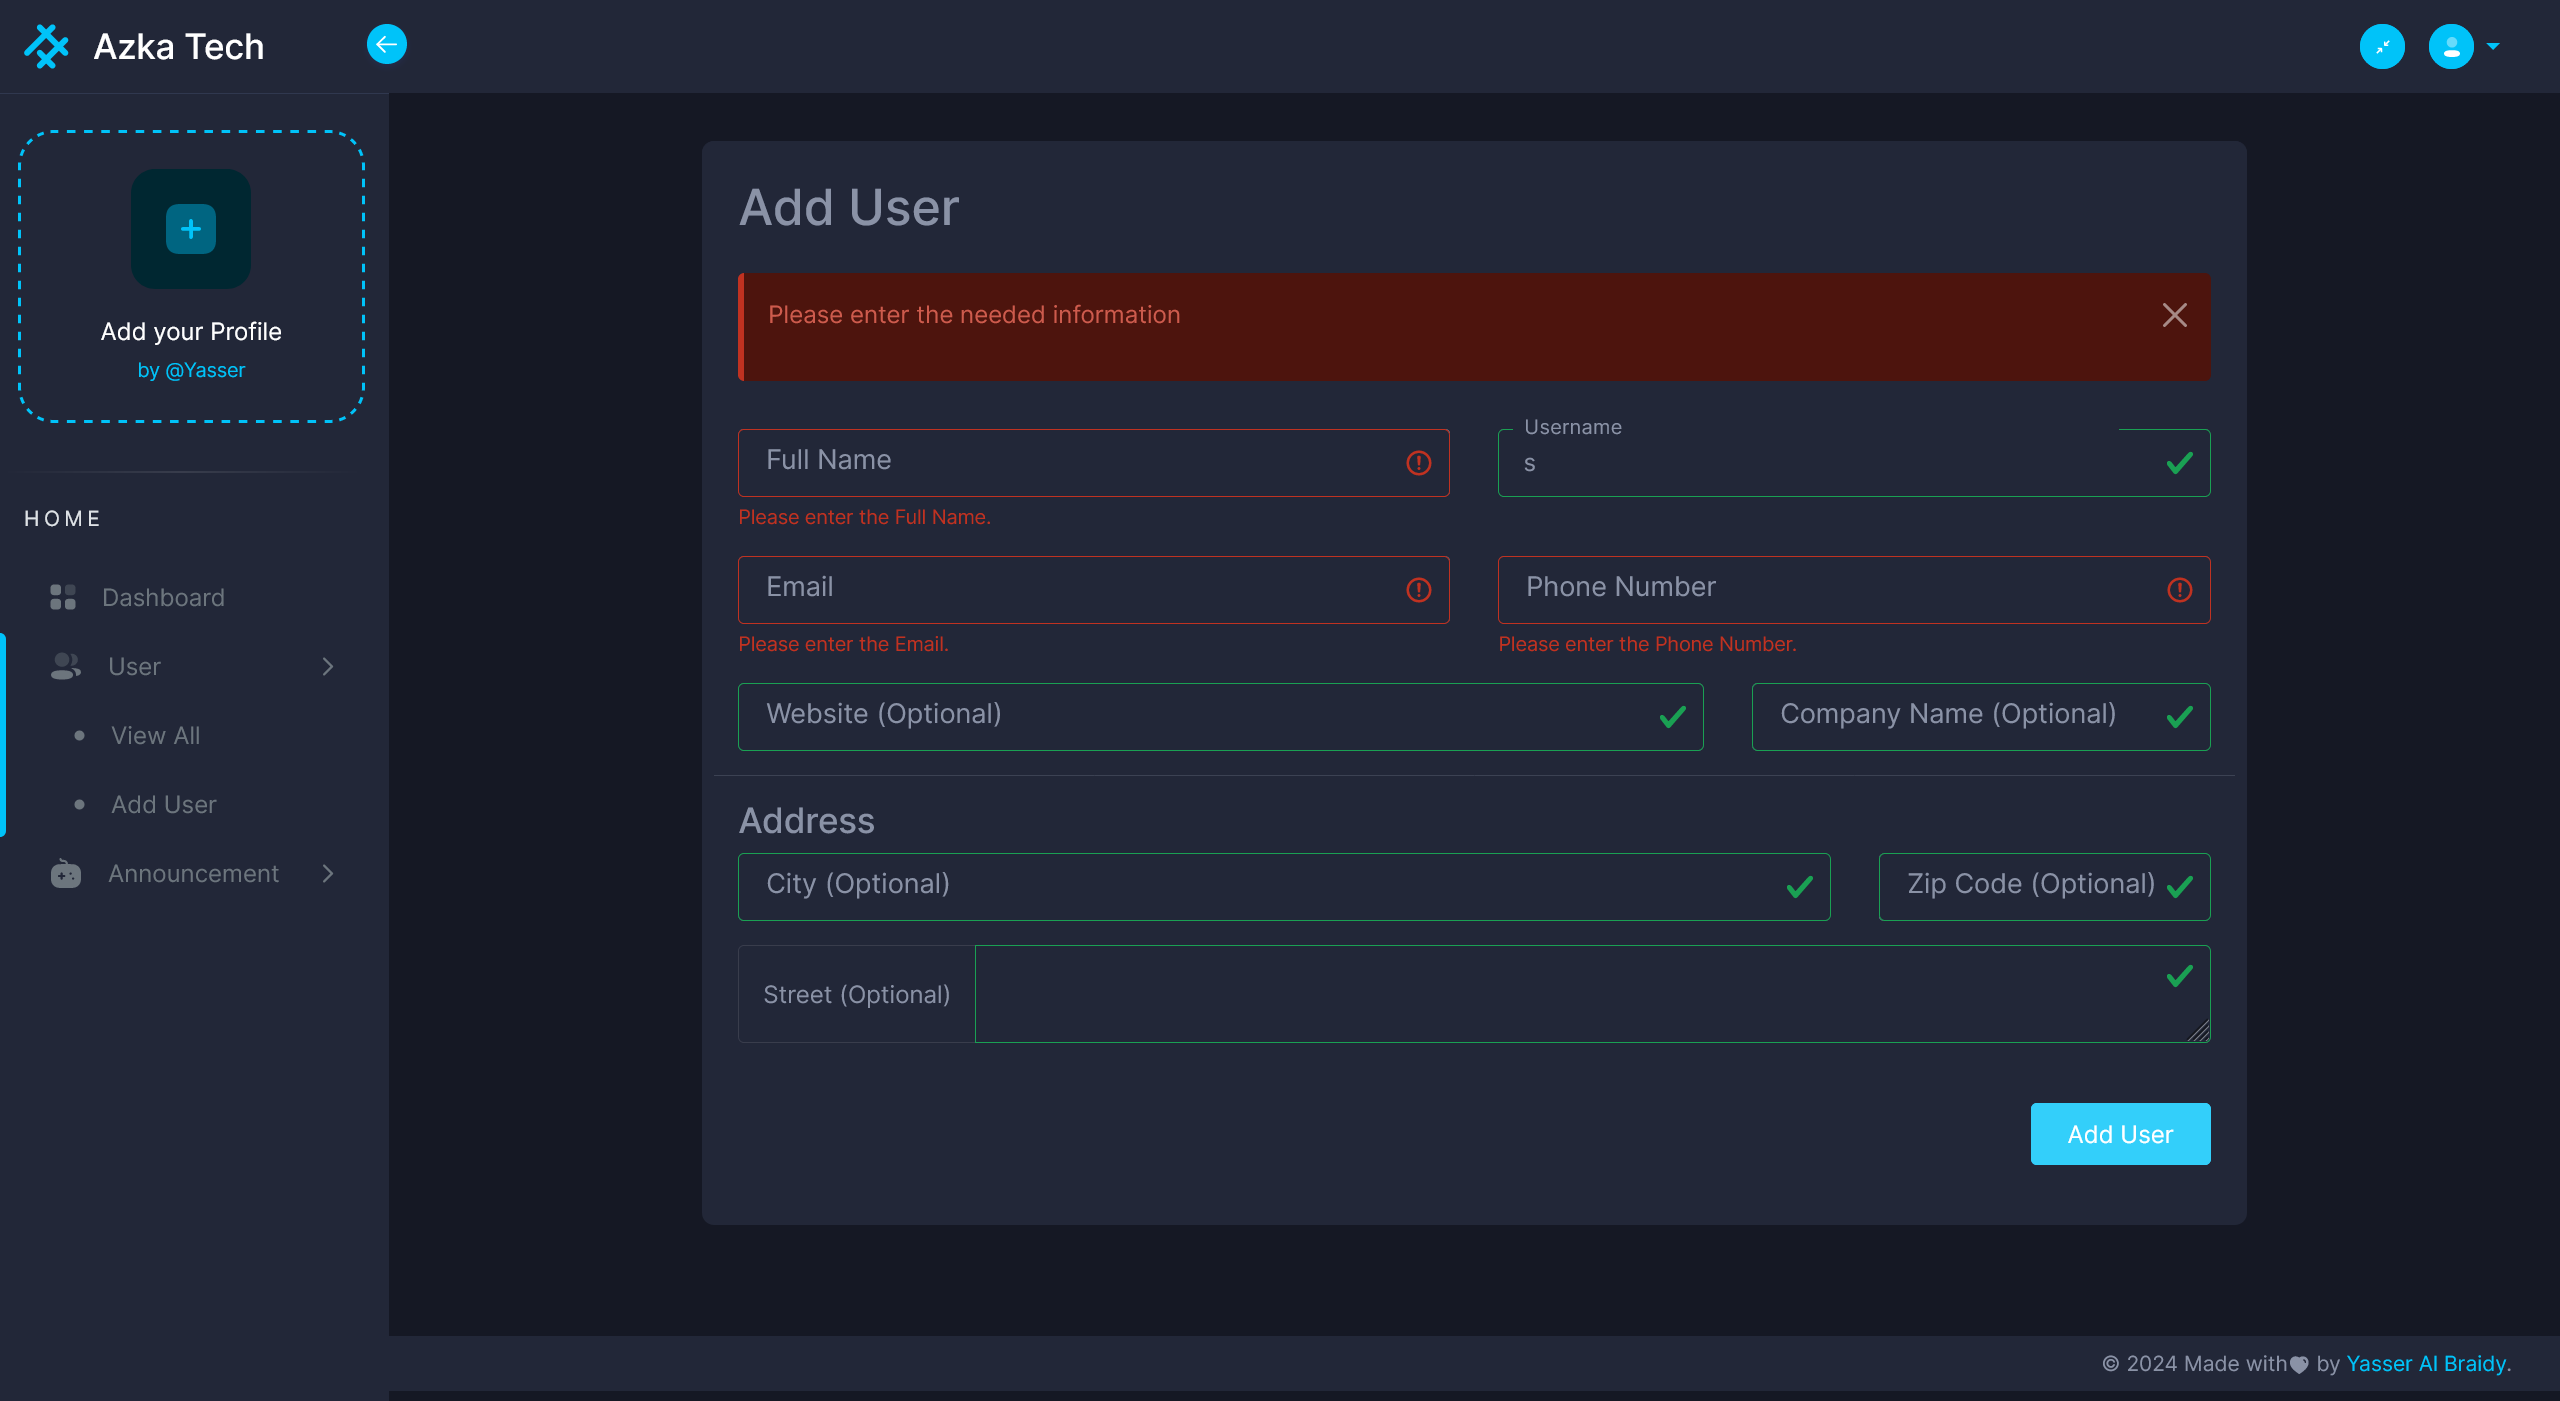 Azka Tech
Add your Profile
by @Yasser
HOME
Dashboard
User
View All
Add User
Announcement
Add User
Please enter the needed information
Full Name
Please enter the Full Name.
Username
s
Email
Please enter the Email.
Phone Number
Please enter the Phone Number.
Website (Optional)
Company Name (Optional)
Address
City (Optional)
Zip Code (Optional)
Street (Optional)
Add User
© 2024 Made with by Yasser Al Braidy.